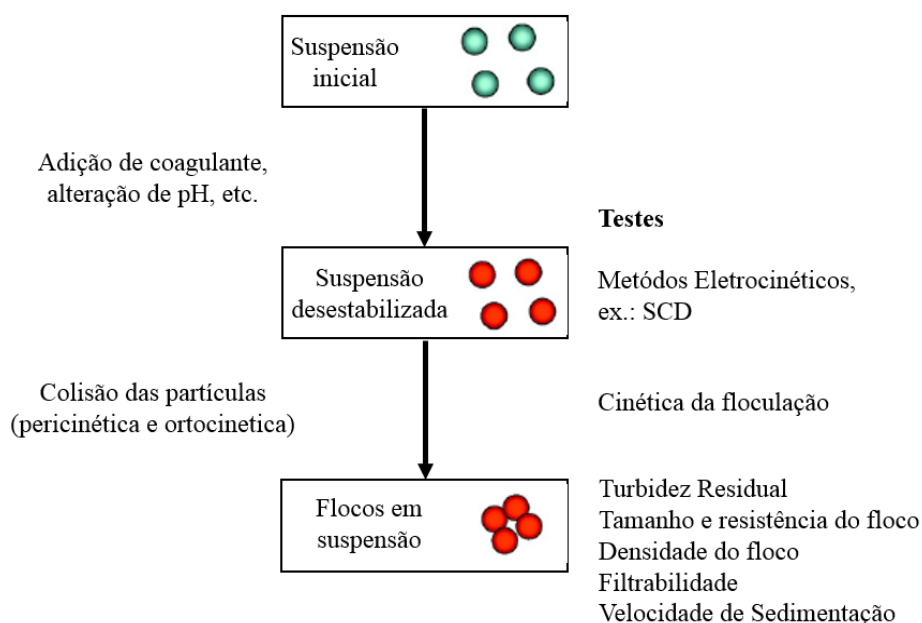 Suspensão
inicial
Adição de coagulante,
alteração de pH, etc.
Testes
Suspensão
desestabilizada
Metódos Eletrocinéticos,
ex.: SCD
Colisão das partículas
(pericinética e ortocinetica)
Cinética da floculação
Flocos em
suspensão
Turbidez Residual
Tamanho e resistência do floco
Densidade do floco
Filtrabilidade
Velocidade de Sedimentação